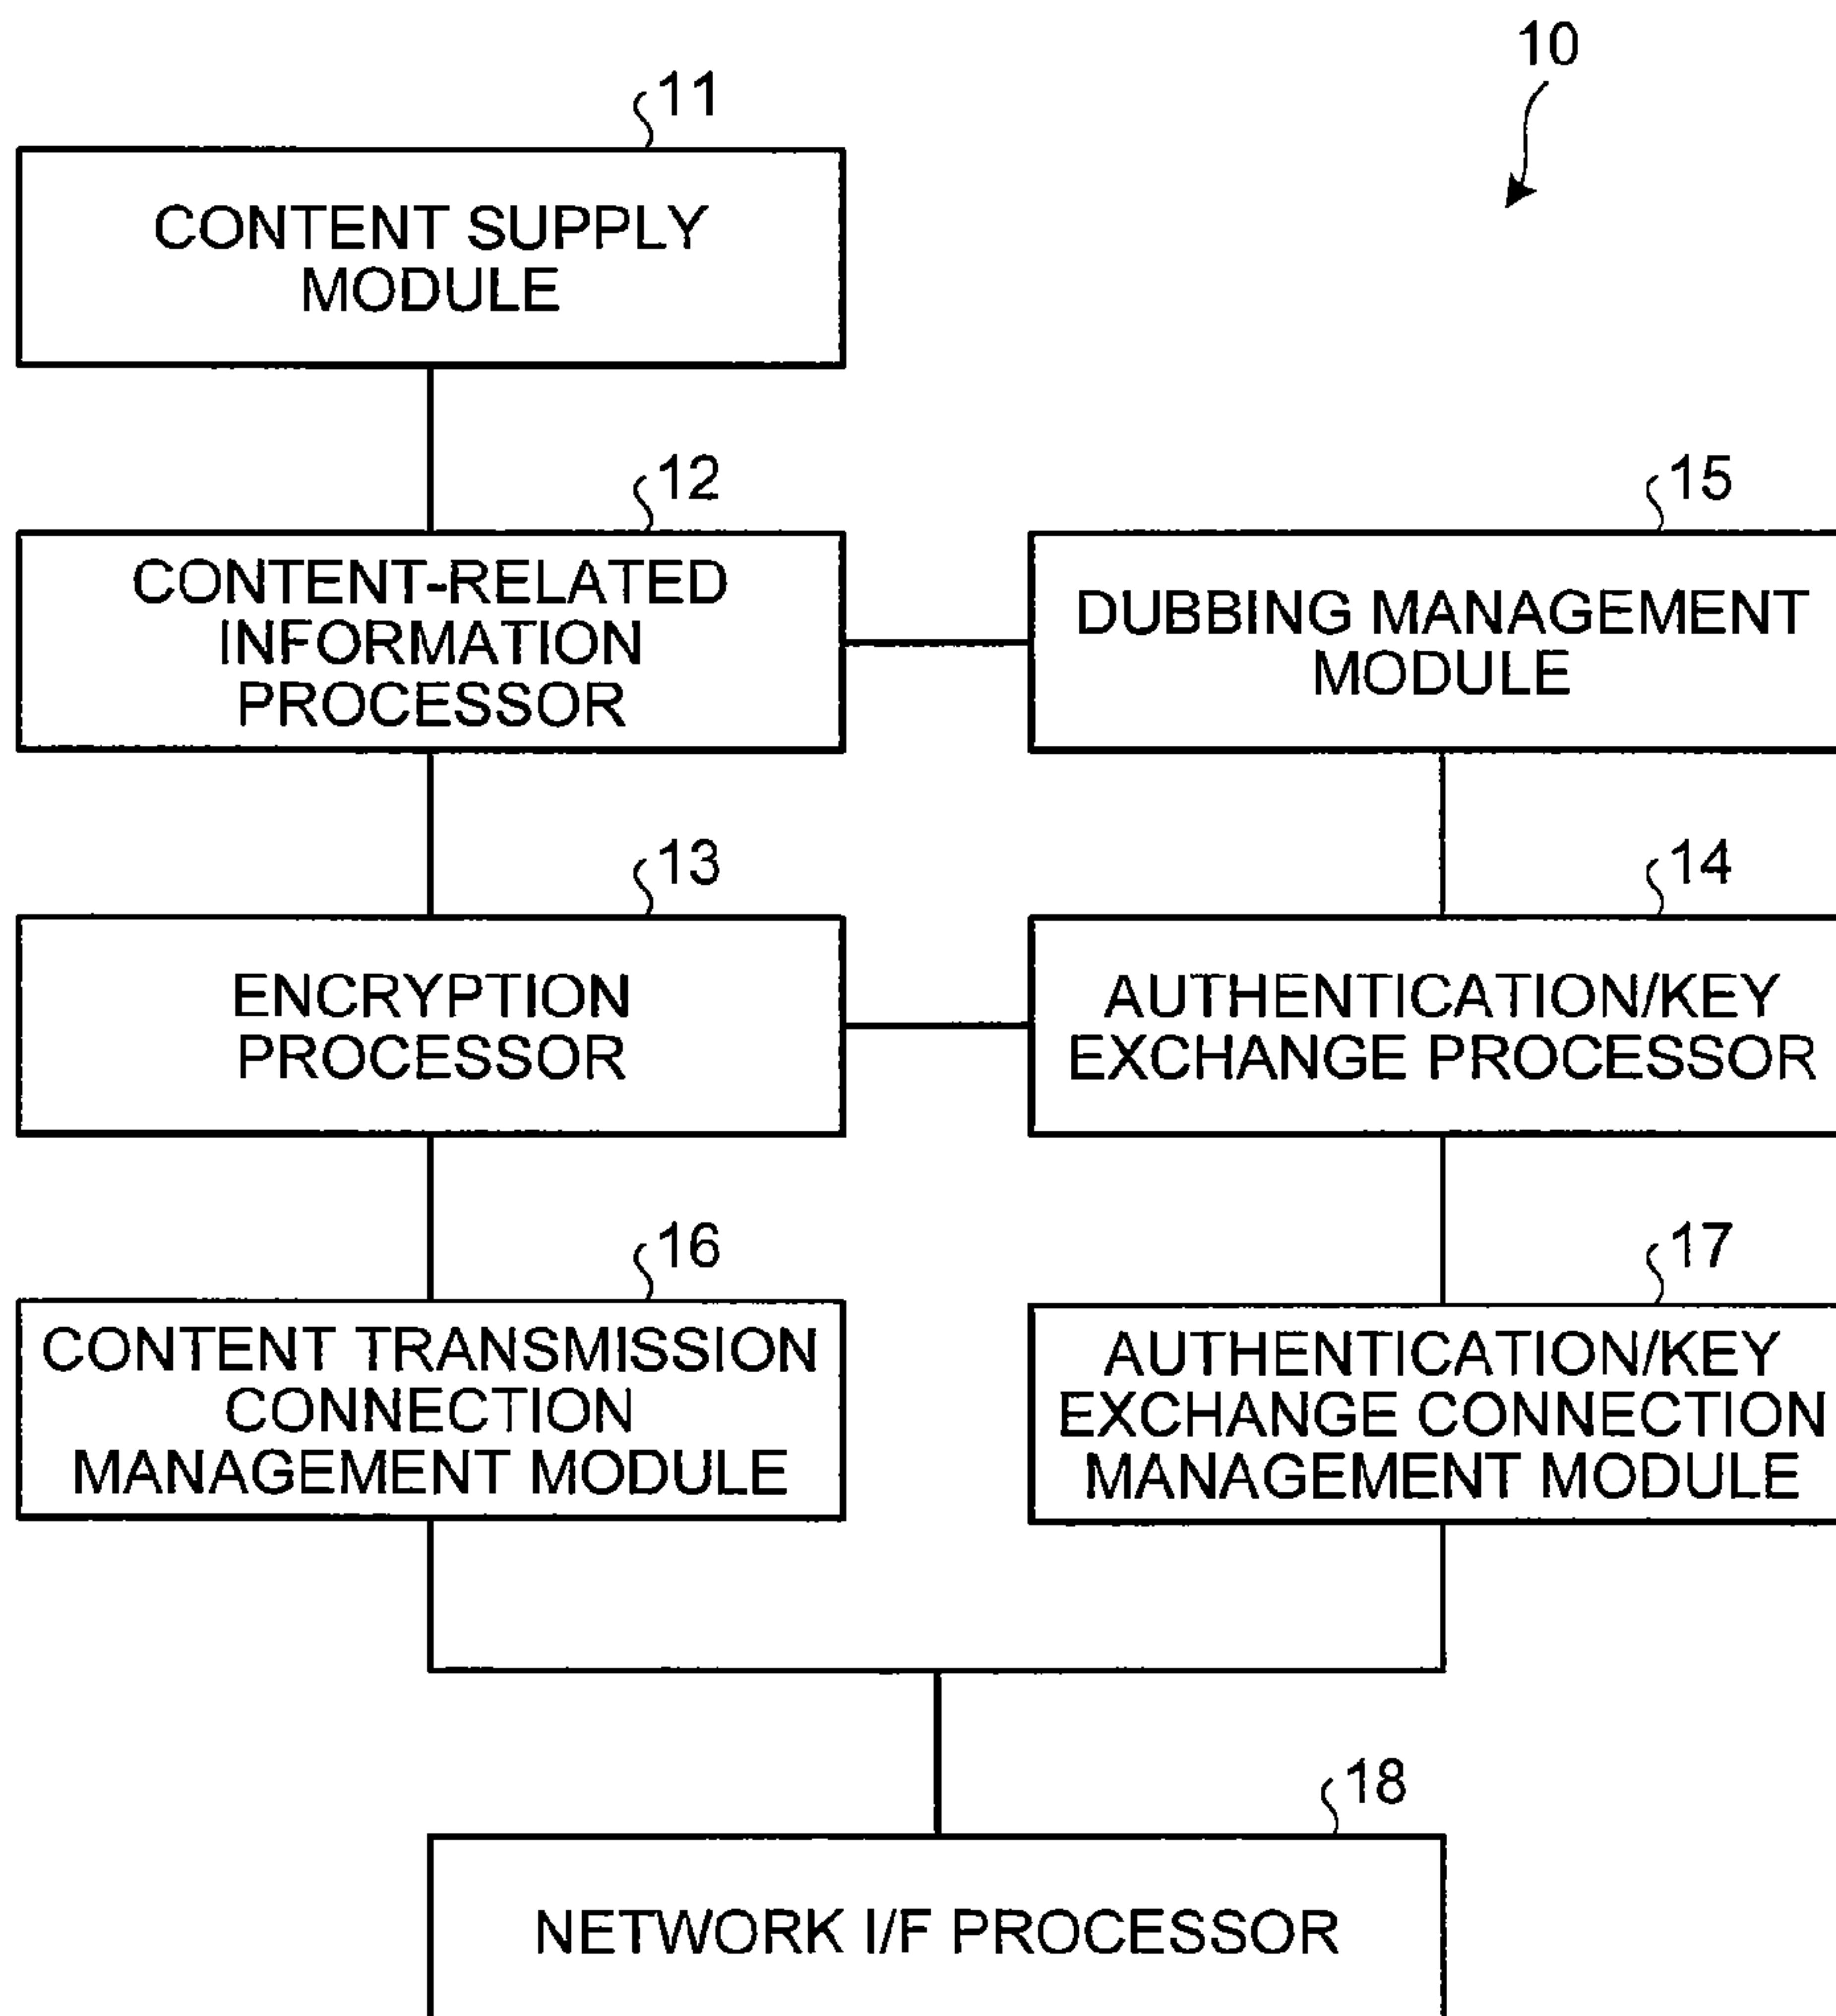 10
11
CONTENT SUPPLY
MODULE
12
CONTENT-RELATED
INFORMATION
PROCESSOR
15
DUBBING MANAGEMENT
MODULE
13
ENCRYPTION
PROCESSOR
14
AUTHENTICATION/KEY
EXCHANGE PROCESSOR
16
CONTENT TRANSMISSION
CONNECTION
MANAGEMENT MODULE
17
AUTHENTICATION/KEY
EXCHANGE CONNECTION
MANAGEMENT MODULE
18
NETWORK I/F PROCESSOR